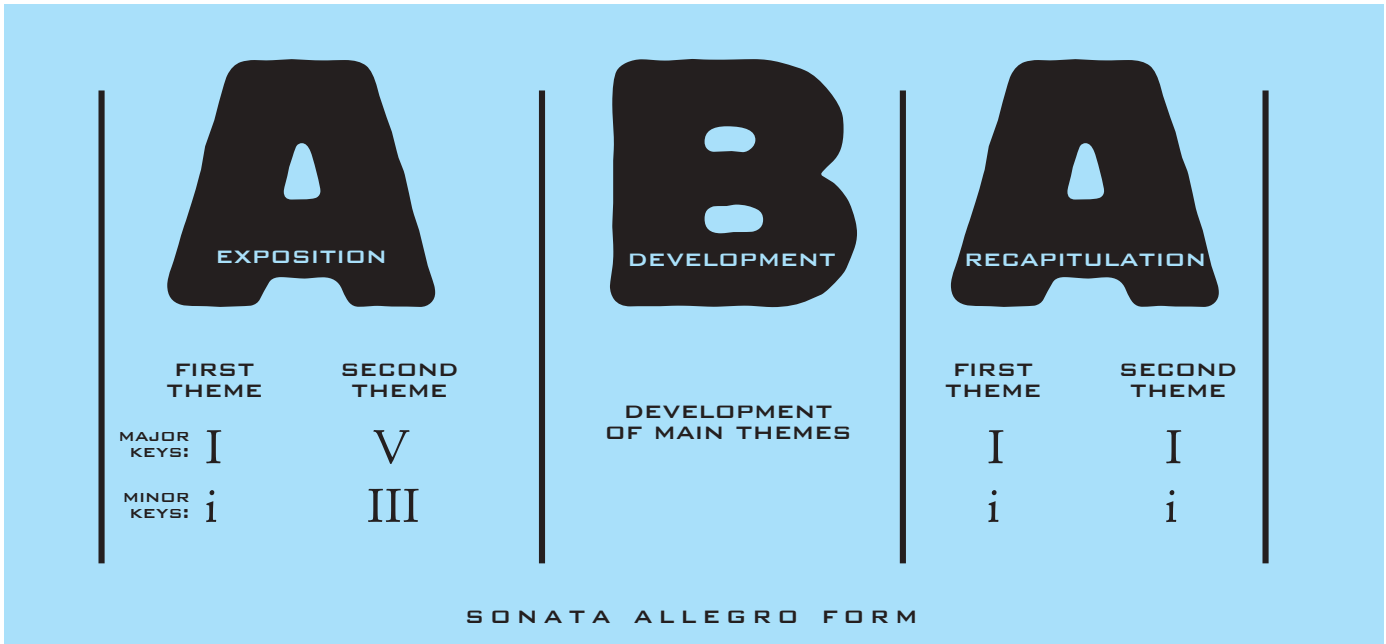 A
EXPOSITION
B
DEVELOPMENT
A
RECAPITULATION
FIRST
THEME
SECOND
THEME
MAJOR
KEYS:
I
V
MINOR
KEYS:
i
III
DEVELOPMENT
OF MAIN THEMES
FIRST
THEME
SECOND
THEME
I
I
i
i
SONATA ALLEGRO FORM